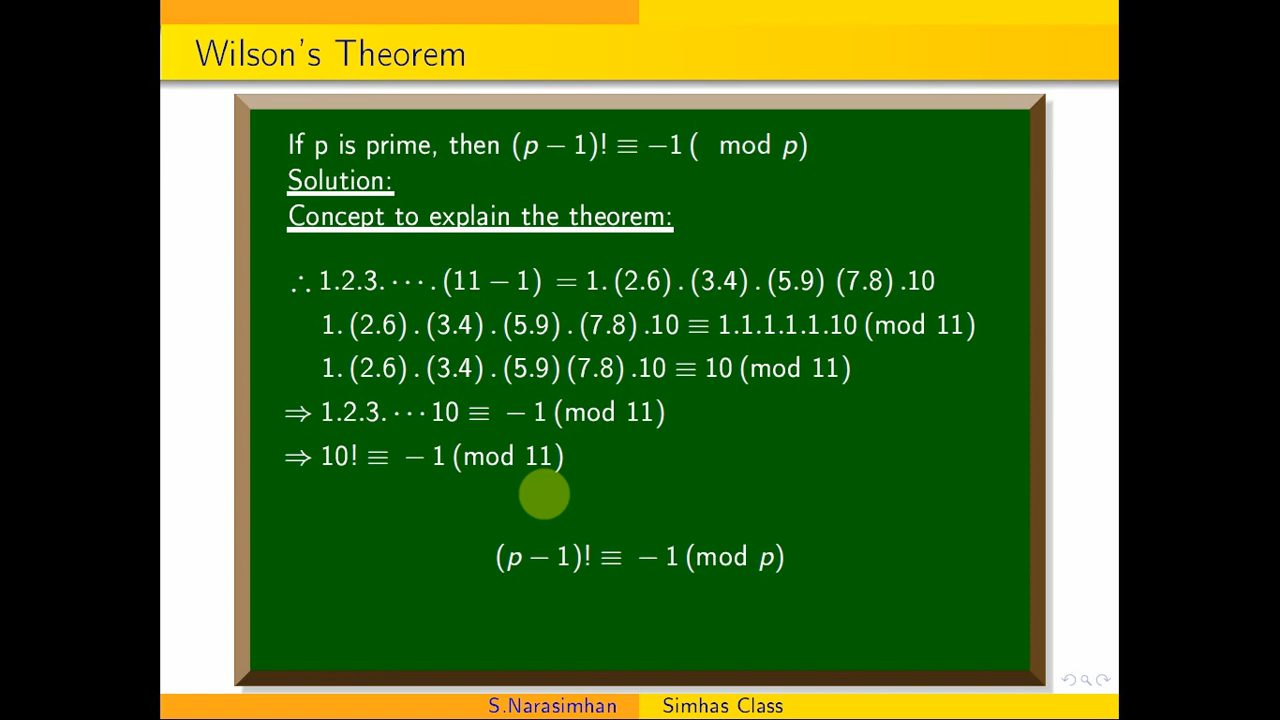 Wilson's Theorem
If p is prime, then (p − 1)! ≡ −1 ( mod p)
Solution:
Concept to explain the theorem:
∴ 1.2.3. ⋯ . (11 − 1) = 1. (2.6) . (3.4) . (5.9) (7.8) .10
1. (2.6) . (3.4) . (5.9) . (7.8) .10 ≡ 1.1.1.1.1.10 (mod 11)
1. (2.6) . (3.4) . (5.9) (7.8) .10 ≡ 10 (mod 11)
⇒ 1.2.3. ⋯ 10 ≡ − 1 (mod 11)
⇒ 10! ≡ − 1 (mod 11)
(p − 1)! ≡ − 1 (mod p)
S.Narasimhan Simhas Class